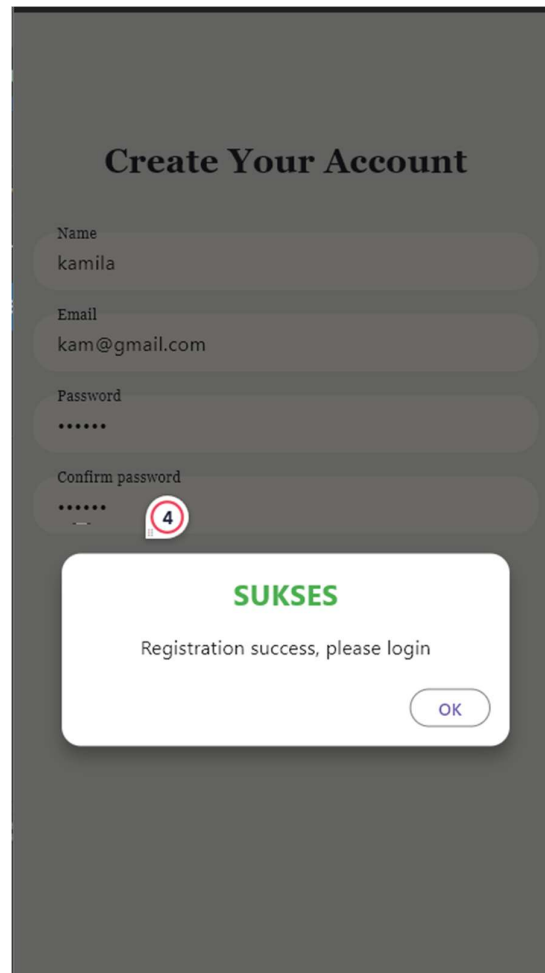 Create Your Account
Name
kamila
Email
kam@gmail.com
Password
••••••
Confirm password
••••••
4
SUKSES
Registration success, please login
OK